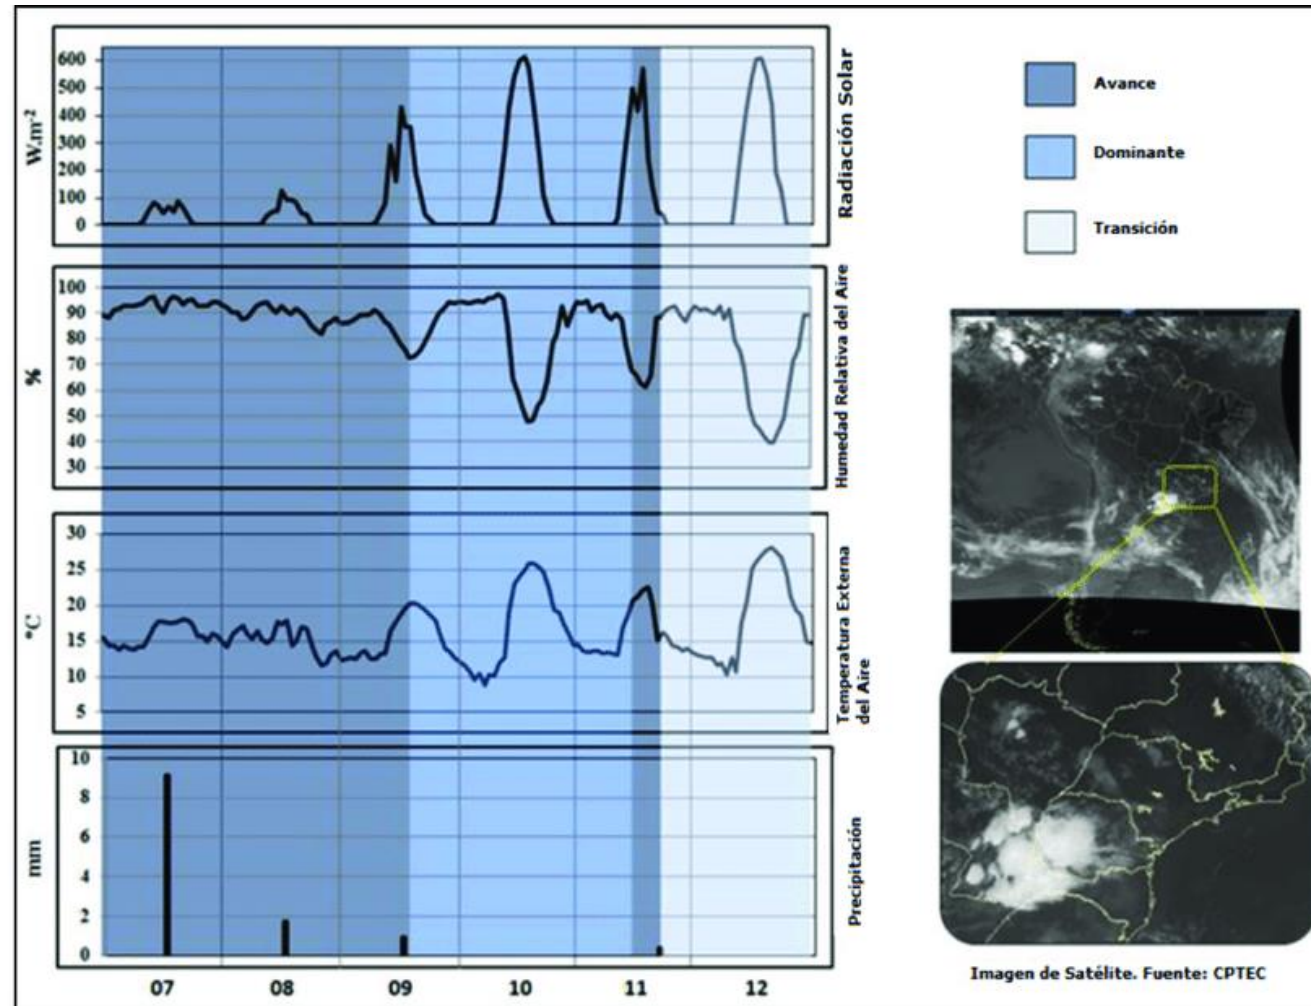 W.m-2
600
500
400
300
200
100
0
Radiación Solar
%
100
90
80
70
60
50
40
30
Humedad Relativa del Aire
°C
30
25
20
15
10
5
Temperatura Externa
del Aire
mm
10
8
6
4
2
0
Precipitación
07 08 09 10 11 12
Avance
Dominante
Transición
Imagen de Satélite. Fuente: CPTEC